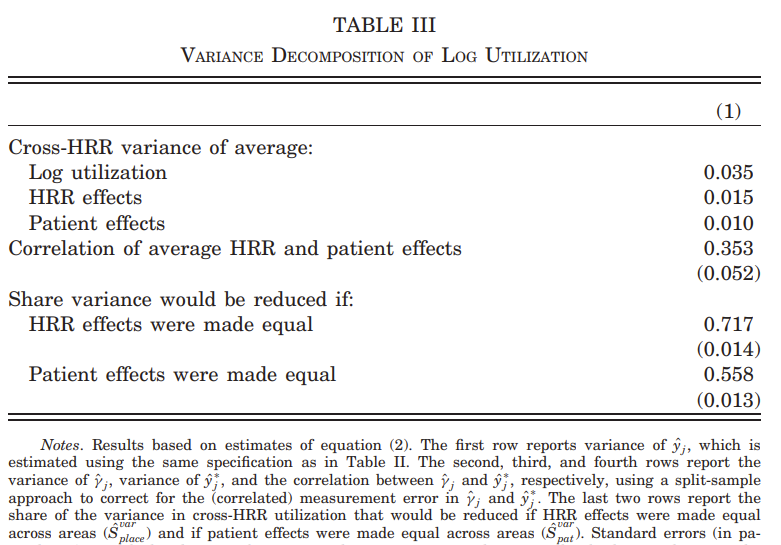 TABLE III
VARIANCE DECOMPOSITION OF LOG UTILIZATION
(1)
Cross-HRR variance of average:
Log utilization 0.035
HRR effects 0.015
Patient effects 0.010
Correlation of average HRR and patient effects 0.353
(0.052)
Share variance would be reduced if:
HRR effects were made equal 0.717
(0.014)
Patient effects were made equal 0.558
(0.013)
Notes. Results based on estimates of equation (2). The first row reports variance of ŷ_j, which is
estimated using the same specification as in Table II. The second, third, and fourth rows report the
variance of γ̂_j, variance of ŷ*_j, and the correlation between γ̂_j and ŷ*_j, respectively, using a split-sample
approach to correct for the (correlated) measurement error in γ̂_j and ŷ*_j. The last two rows report the
share of the variance in cross-HRR utilization that would be reduced if HRR effects were made equal
across areas (Ŝ^var_place) and if patient effects were made equal across areas (Ŝ^var_pat). Standard errors (in pa-